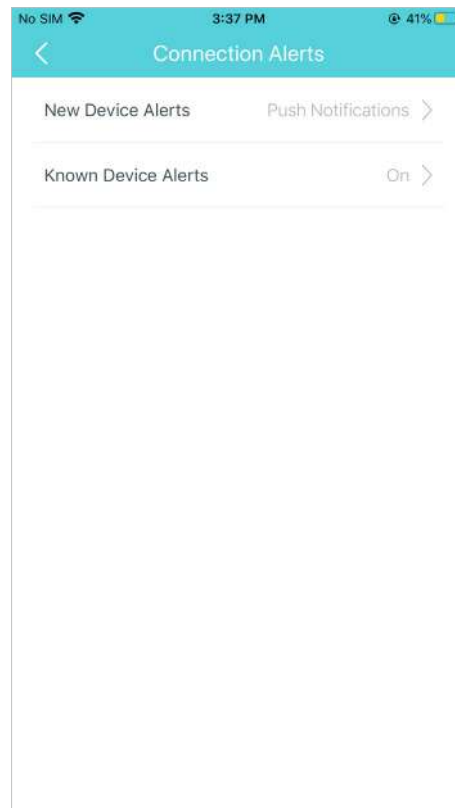 No SIM 3:37 PM 41%
Connection Alerts
New Device Alerts Push Notifications
Known Device Alerts On